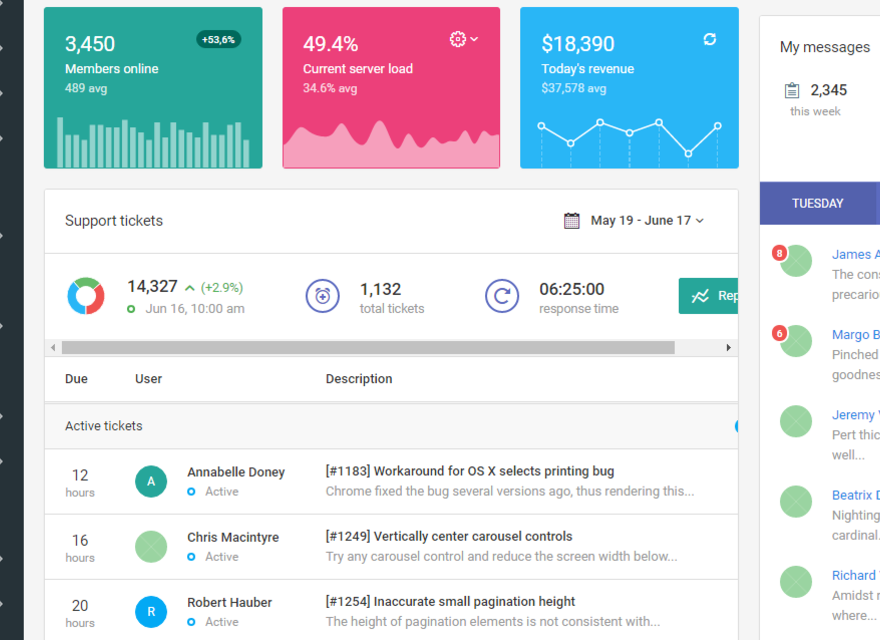 3,450
+53,6%
Members online
489 avg
49.4%
Current server load
34.6% avg
$18,390
Today's revenue
$37,578 avg
My messages
2,345
this week
Support tickets
May 19 - June 17
14,327 (+2.9%)
Jun 16, 10:00 am
1,132
total tickets
06:25:00
response time
Rep
Due User Description
Active tickets
12
hours
A
Annabelle Doney
Active
[#1183] Workaround for OS X selects printing bug
Chrome fixed the bug several versions ago, thus rendering this...
16
hours
Chris Macintyre
Active
[#1249] Vertically center carousel controls
Try any carousel control and reduce the screen width below...
20
hours
R
Robert Hauber
Active
[#1254] Inaccurate small pagination height
The height of pagination elements is not consistent with...
TUESDAY
8
James A
The cons
precario
6
Margo B
Pinched
goodnes
Jeremy
Pert thic
well...
Beatrix D
Nighting
cardinal.
Richard
Amidst r
where...